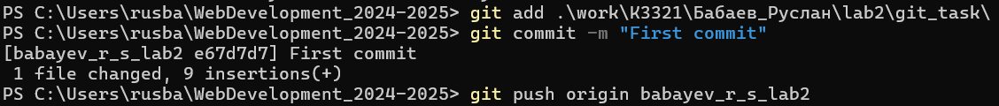 PS C:\Users\rusba\WebDevelopment_2024-2025> git add .\work\K3321\Бабаев_Руслан\lab2\git_task\
PS C:\Users\rusba\WebDevelopment_2024-2025> git commit -m "First commit"
[babayev_r_s_lab2 e67d7d7] First commit
 1 file changed, 9 insertions(+)
PS C:\Users\rusba\WebDevelopment_2024-2025> git push origin babayev_r_s_lab2